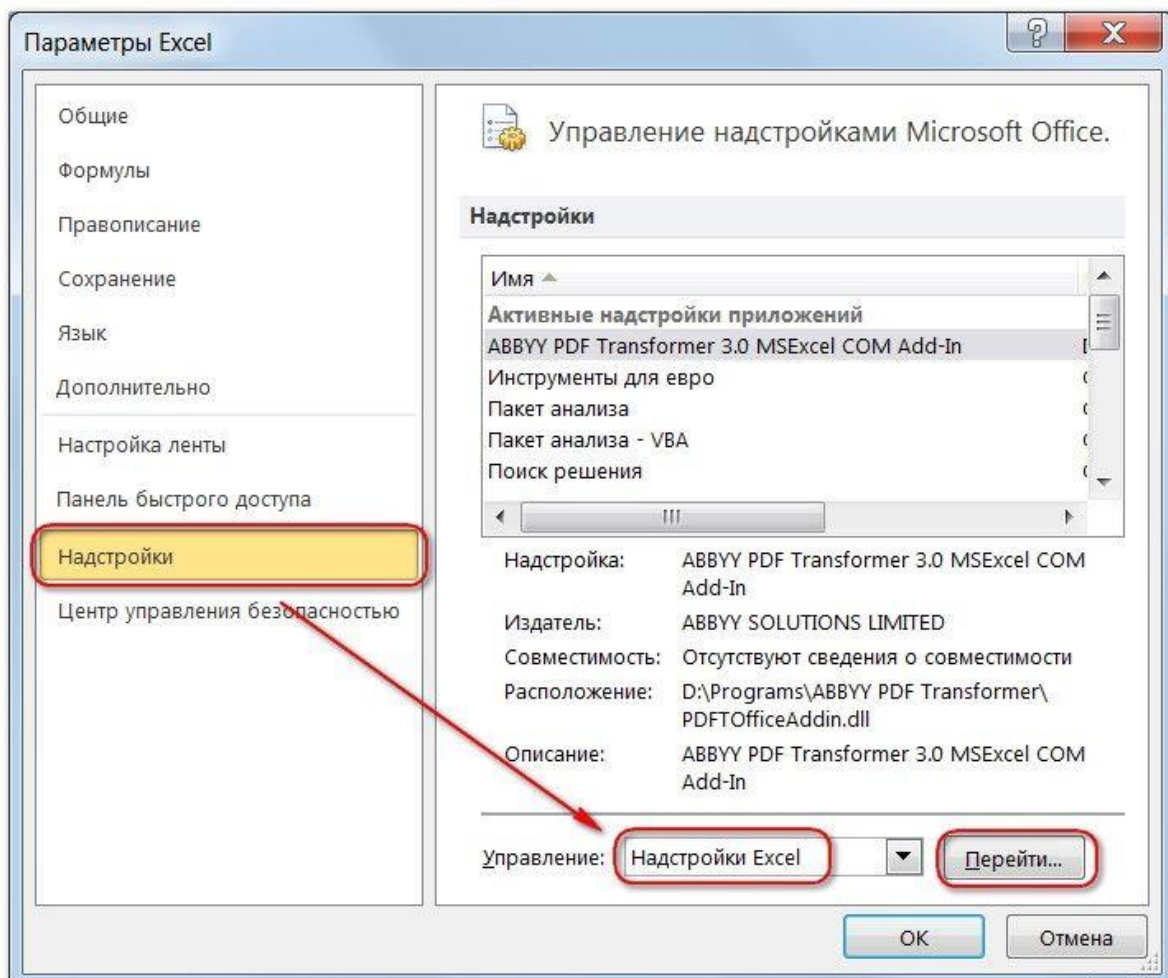 Параметры Excel
Общие
Формулы
Правописание
Сохранение
Язык
Дополнительно
Настройка ленты
Панель быстрого доступа
Надстройки
Центр управления безопасностью
Управление надстройками Microsoft Office.
Надстройки
Имя
Активные надстройки приложений
ABBYY PDF Transformer 3.0 MSExcel COM Add-In
Инструменты для евро
Пакет анализа
Пакет анализа - VBA
Поиск решения
Надстройка: ABBYY PDF Transformer 3.0 MSExcel COM
Add-In
Издатель: ABBYY SOLUTIONS LIMITED
Совместимость: Отсутствуют сведения о совместимости
Расположение: D:\Programs\ABBYY PDF Transformer\
PDFTOfficeAddin.dll
Описание: ABBYY PDF Transformer 3.0 MSExcel COM
Add-In
Управление: Надстройки Excel Перейти...
ОК Отмена